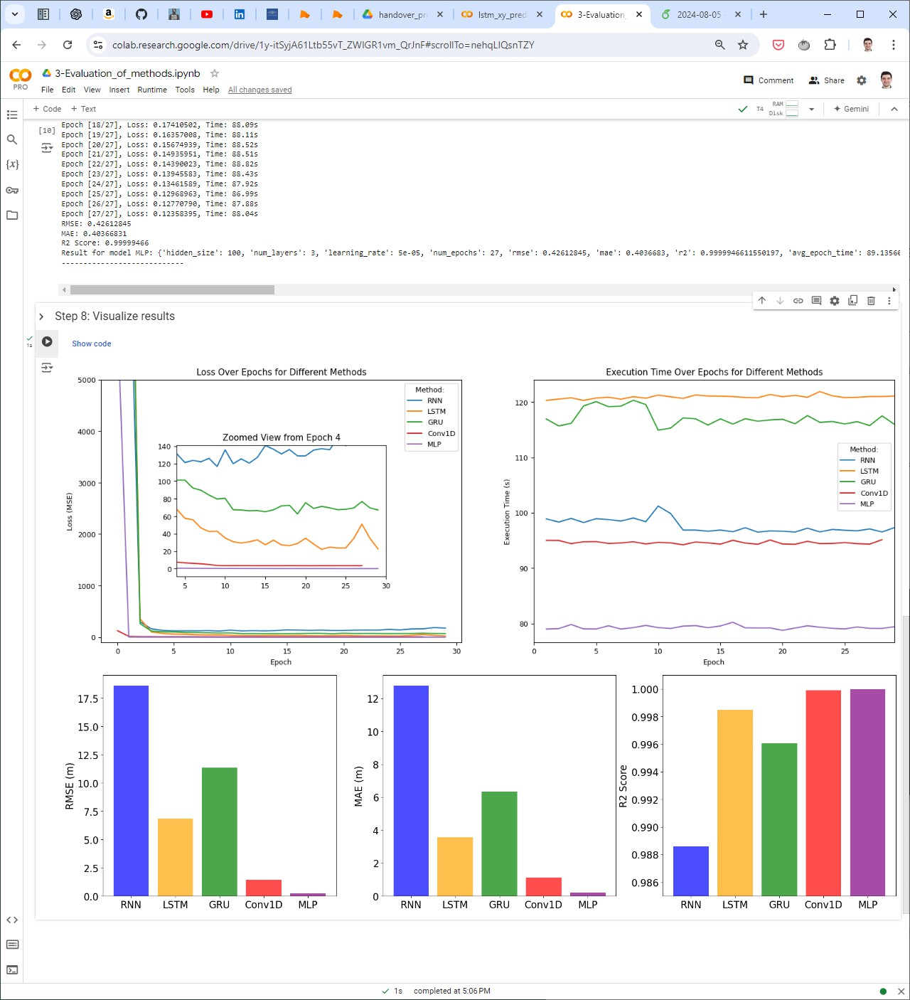 handover_pr
lstm_xy_pred
3-Evaluation_
2024-08-05
colab.research.google.com/drive/1y-itSyjA61Ltb55vT_ZWIGR1vm_QrJnF#scrollTo=nehqLIQsnTZY
PRO
3-Evaluation_of_methods.ipynb
Comment
Share
File Edit View Insert Runtime Tools Help All changes saved
+ Code + Text
T4
RAM
Disk
Gemini
[10]
Epoch [18/27], Loss: 0.17410502, Time: 88.09s
Epoch [19/27], Loss: 0.16357008, Time: 88.11s
Epoch [20/27], Loss: 0.15674939, Time: 88.52s
Epoch [21/27], Loss: 0.14935951, Time: 88.51s
Epoch [22/27], Loss: 0.14390023, Time: 88.82s
Epoch [23/27], Loss: 0.13945583, Time: 88.43s
Epoch [24/27], Loss: 0.13461589, Time: 87.92s
Epoch [25/27], Loss: 0.12968963, Time: 86.99s
Epoch [26/27], Loss: 0.12770790, Time: 87.88s
Epoch [27/27], Loss: 0.12358395, Time: 88.04s
RMSE: 0.42612845
MAE: 0.40366831
R2 Score: 0.99999466
Result for model MLP: {'hidden_size': 100, 'num_layers': 3, 'learning_rate': 5e-05, 'num_epochs': 27, 'rmse': 0.42612845, 'mae': 0.4036683, 'r2': 0.9999946611550197, 'avg_epoch_time': 89.1356
----------------------------
Step 8: Visualize results
1s
Show code
Loss Over Epochs for Different Methods
5000
4000
3000
2000
1000
0
Loss (MSE)
Method:
RNN
LSTM
GRU
Conv1D
MLP
Zoomed View from Epoch 4
140
120
100
80
60
40
20
0
5 10 15 20 25 30
0 5 10 15 20 25 30
Epoch
Execution Time Over Epochs for Different Methods
120
110
100
90
80
Execution Time (s)
Method:
RNN
LSTM
GRU
Conv1D
MLP
0 5 10 15 20 25
Epoch
17.5
15.0
12.5
10.0
7.5
5.0
2.5
0.0
RMSE (m)
RNN LSTM GRU Conv1D MLP
12
10
8
6
4
2
0
MAE (m)
RNN LSTM GRU Conv1D MLP
1.000
0.998
0.996
0.994
0.992
0.990
0.988
0.986
R2 Score
RNN LSTM GRU Conv1D MLP
1s completed at 5:06 PM